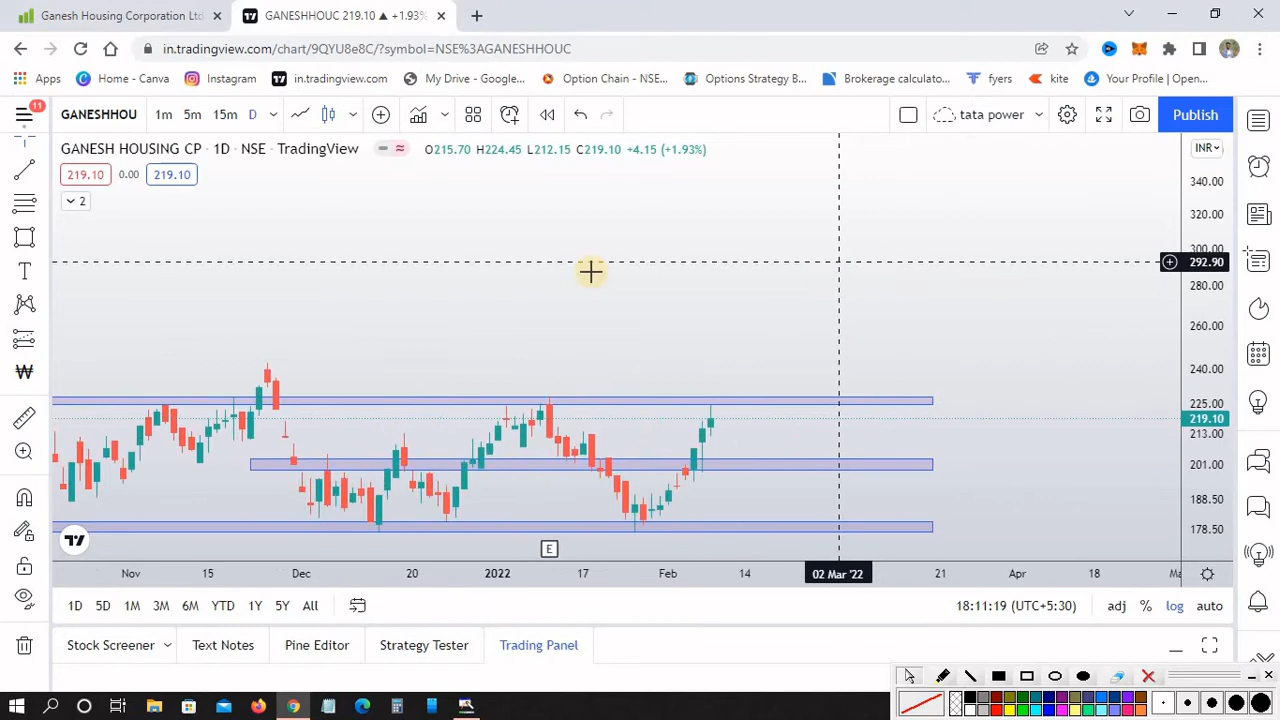 Ganesh Housing Corporation Ltd
GANESHHOUC 219.10 ▲ +1.93%
in.tradingview.com/chart/9QYU8e8C/?symbol=NSE%3AGANESHHOUC
Apps Home - Canva Instagram in.tradingview.com My Drive - Google... Option Chain - NSE... Options Strategy B... Brokerage calculato... fyers kite Your Profile | Open...
11
GANESHHOU 1m 5m 15m D tata power Publish
GANESH HOUSING CP · 1D · NSE · TradingView O215.70 H224.45 L212.15 C219.10 +4.15 (+1.93%)
INR
219.10 0.00 219.10
2
340.00
320.00
300.00
292.90
280.00
260.00
240.00
225.00
219.10
213.00
201.00
188.50
178.50
E
Nov 15 Dec 20 2022 17 Feb 14 02 Mar '22 21 Apr 18 Ma
1D 5D 1M 3M 6M YTD 1Y 5Y All 18:11:19 (UTC+5:30) adj % log auto
Stock Screener Text Notes Pine Editor Strategy Tester Trading Panel